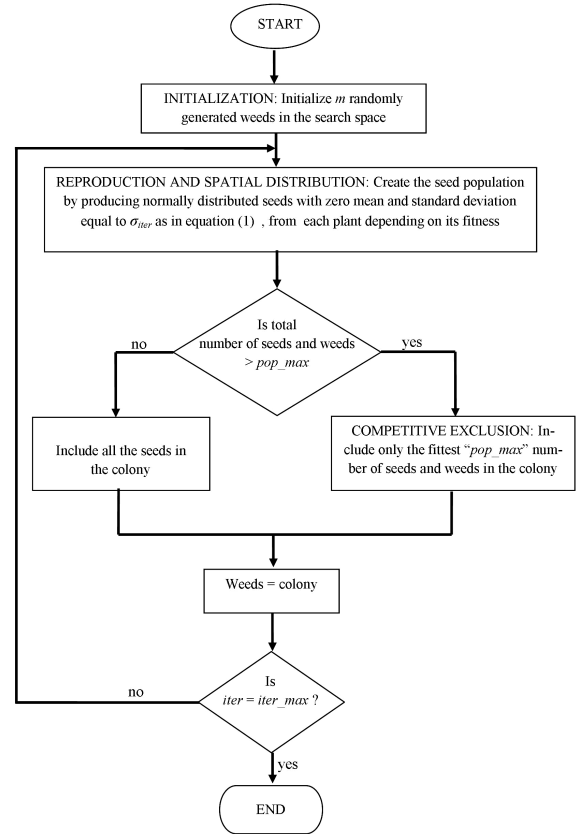 START
INITIALIZATION: Initialize m randomly
generated weeds in the search space
REPRODUCTION AND SPATIAL DISTRIBUTION: Create the seed population
by producing normally distributed seeds with zero mean and standard deviation
equal to σiter as in equation (1) , from each plant depending on its fitness
Is total
number of seeds and weeds
> pop_max
no
yes
Include all the seeds in
the colony
COMPETITIVE EXCLUSION: In-
clude only the fittest “pop_max” num-
ber of seeds and weeds in the colony
Weeds = colony
Is
iter = iter_max ?
no
yes
END